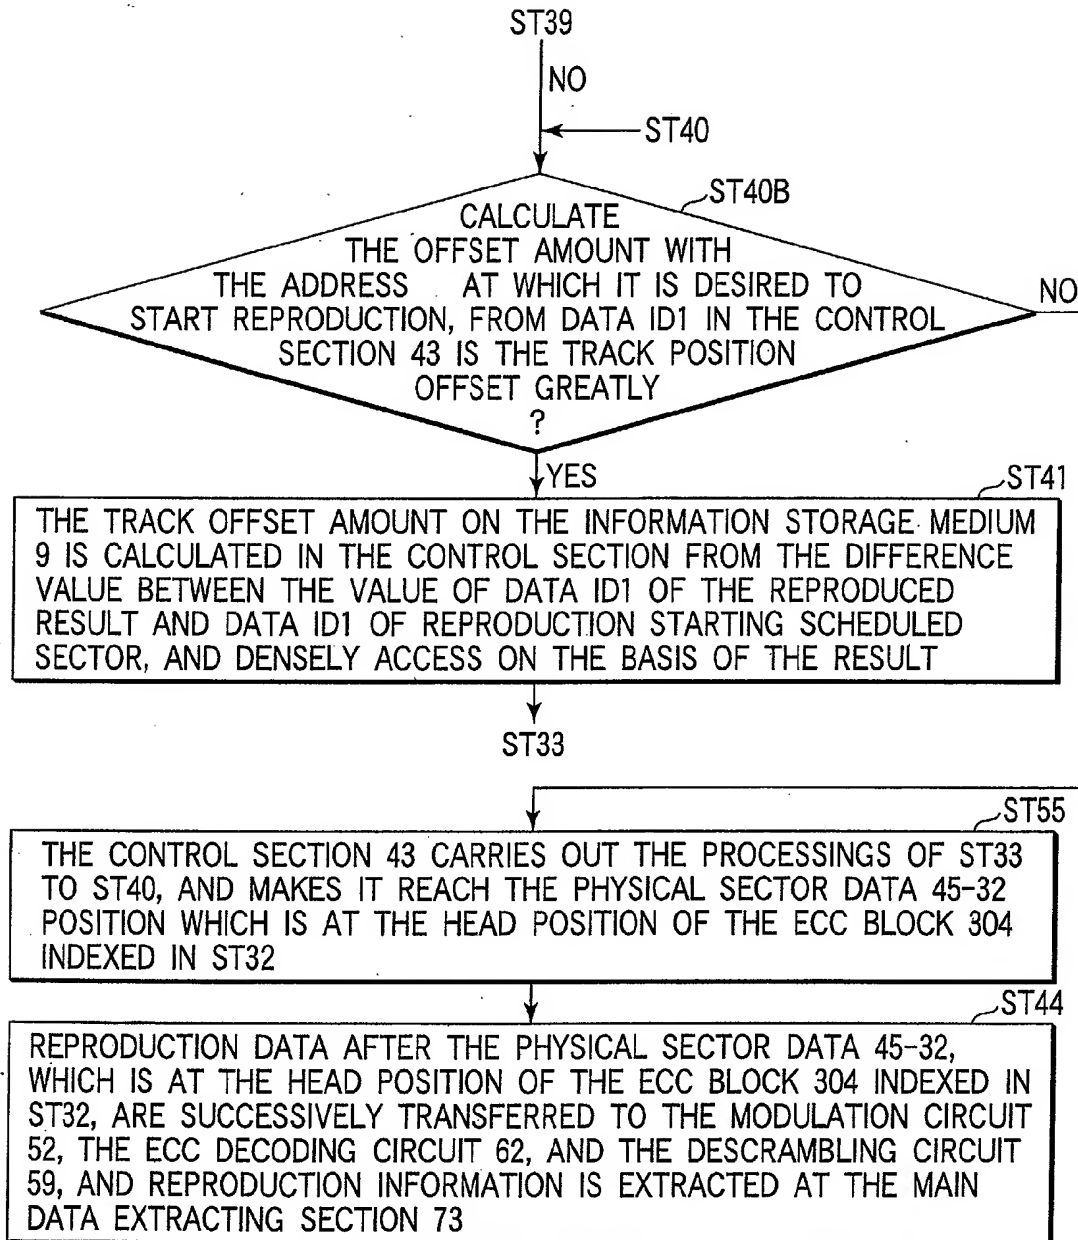 ST39
NO
ST40
ST40B
CALCULATE
THE OFFSET AMOUNT WITH
THE ADDRESS AT WHICH IT IS DESIRED TO
START REPRODUCTION, FROM DATA ID1 IN THE CONTROL
SECTION 43 IS THE TRACK POSITION
OFFSET GREATLY
?
NO
YES
ST41
THE TRACK OFFSET AMOUNT ON THE INFORMATION STORAGE MEDIUM
9 IS CALCULATED IN THE CONTROL SECTION FROM THE DIFFERENCE
VALUE BETWEEN THE VALUE OF DATA ID1 OF THE REPRODUCED
RESULT AND DATA ID1 OF REPRODUCTION STARTING SCHEDULED
SECTOR, AND DENSELY ACCESS ON THE BASIS OF THE RESULT
ST33
ST55
THE CONTROL SECTION 43 CARRIES OUT THE PROCESSINGS OF ST33
TO ST40, AND MAKES IT REACH THE PHYSICAL SECTOR DATA 45-32
POSITION WHICH IS AT THE HEAD POSITION OF THE ECC BLOCK 304
INDEXED IN ST32
ST44
REPRODUCTION DATA AFTER THE PHYSICAL SECTOR DATA 45-32,
WHICH IS AT THE HEAD POSITION OF THE ECC BLOCK 304 INDEXED IN
ST32, ARE SUCCESSIVELY TRANSFERRED TO THE MODULATION CIRCUIT
52, THE ECC DECODING CIRCUIT 62, AND THE DESCRAMBLING CIRCUIT
59, AND REPRODUCTION INFORMATION IS EXTRACTED AT THE MAIN
DATA EXTRACTING SECTION 73